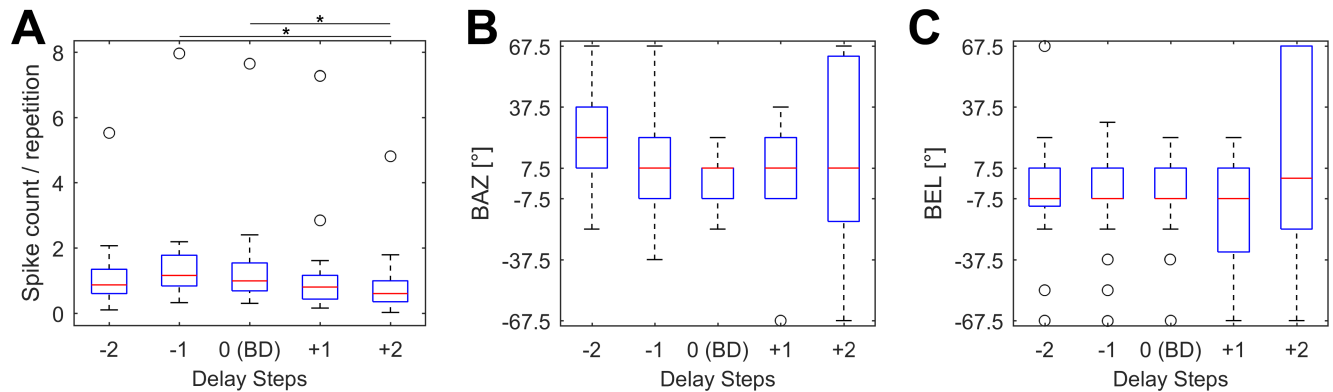 A
*
*
Spike count / repetition
8
6
4
2
0
-2
-1
0 (BD)
+1
+2
Delay Steps
B
BAZ [°]
67.5
37.5
7.5
-7.5
-37.5
-67.5
-2
-1
0 (BD)
+1
+2
Delay Steps
C
BEL [°]
67.5
37.5
7.5
-7.5
-37.5
-67.5
-2
-1
0 (BD)
+1
+2
Delay Steps